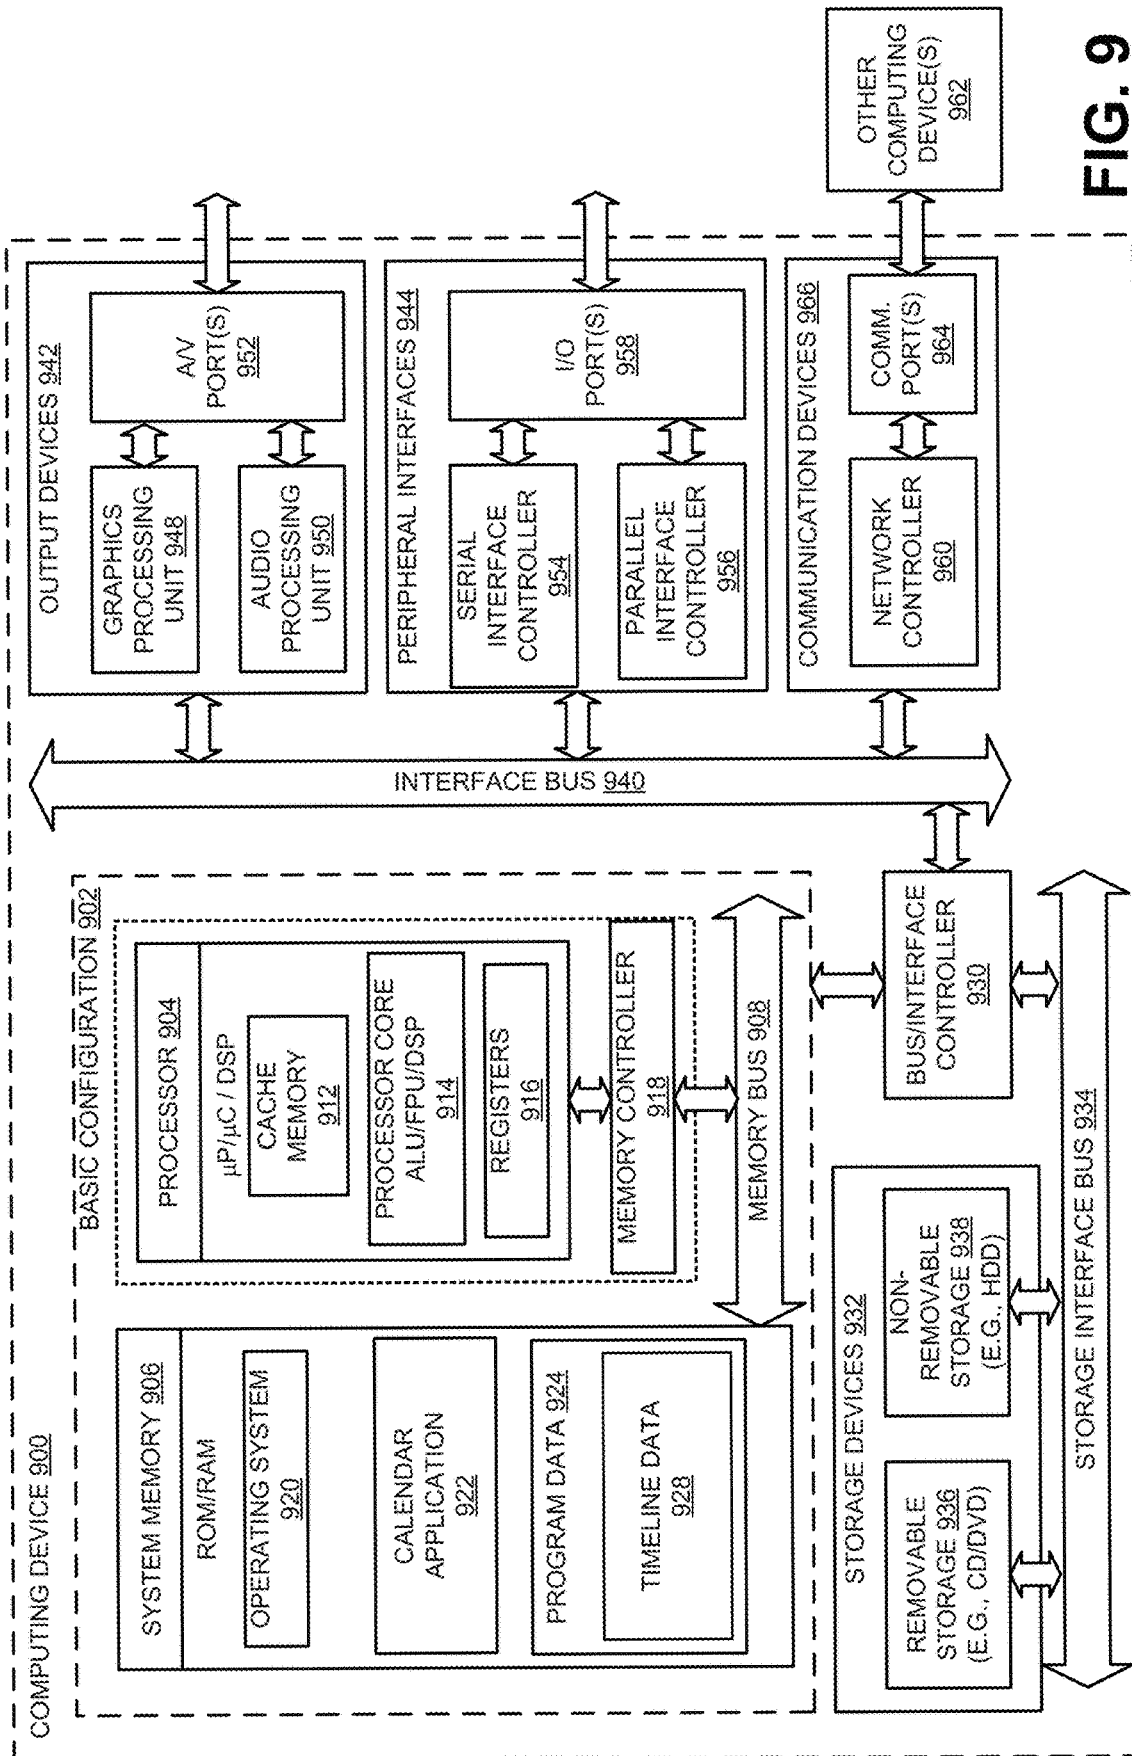 COMPUTING DEVICE 900
BASIC CONFIGURATION 902
SYSTEM MEMORY 906
ROM/RAM
OPERATING SYSTEM
920
CALENDAR
APPLICATION
922
PROGRAM DATA 924
TIMELINE DATA
928
PROCESSOR 904
µP/µC / DSP
CACHE
MEMORY
912
PROCESSOR CORE
ALU/FPU/DSP
914
REGISTERS
916
MEMORY CONTROLLER
918
MEMORY BUS 908
BUS/INTERFACE
CONTROLLER
930
STORAGE DEVICES 932
REMOVABLE
STORAGE 936
(E.G., CD/DVD)
NON-
REMOVABLE
STORAGE 938
(E.G., HDD)
STORAGE INTERFACE BUS 934
INTERFACE BUS 940
OUTPUT DEVICES 942
GRAPHICS
PROCESSING
UNIT 948
AUDIO
PROCESSING
UNIT 950
A/V
PORT(S)
952
PERIPHERAL INTERFACES 944
SERIAL
INTERFACE
CONTROLLER
954
PARALLEL
INTERFACE
CONTROLLER
956
I/O
PORT(S)
958
COMMUNICATION DEVICES 966
NETWORK
CONTROLLER
960
COMM.
PORT(S)
964
OTHER
COMPUTING
DEVICE(S)
962
FIG. 9